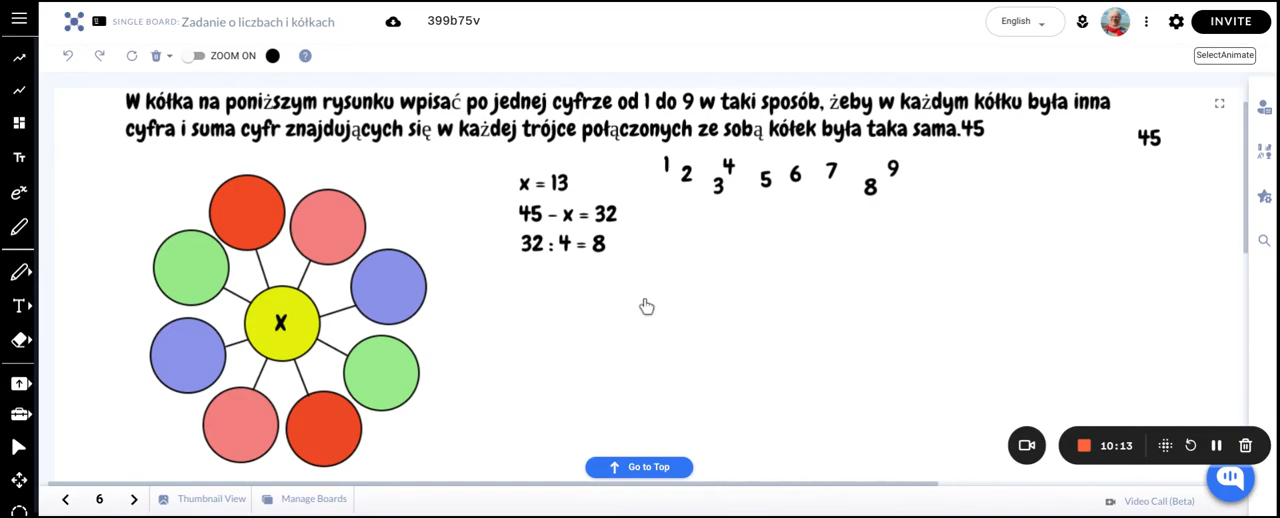 SINGLE BOARD: Zadanie o liczbach i kółkach
399b75v
English
INVITE
ZOOM ON
SelectAnimate
W kółka na poniższym rysunku wpisać po jednej cyfrze od 1 do 9 w taki sposób, żeby w każdym kółku była inna
cyfra i suma cyfr znajdujących się w każdej trójce połączonych ze sobą kółek była taka sama.45
45
1 2 3 4 5 6 7 8 9
x = 13
45 - x = 32
32 : 4 = 8
X
10:13
Go to Top
6
Thumbnail View
Manage Boards
Video Call (Beta)
Tт
eˣ
T